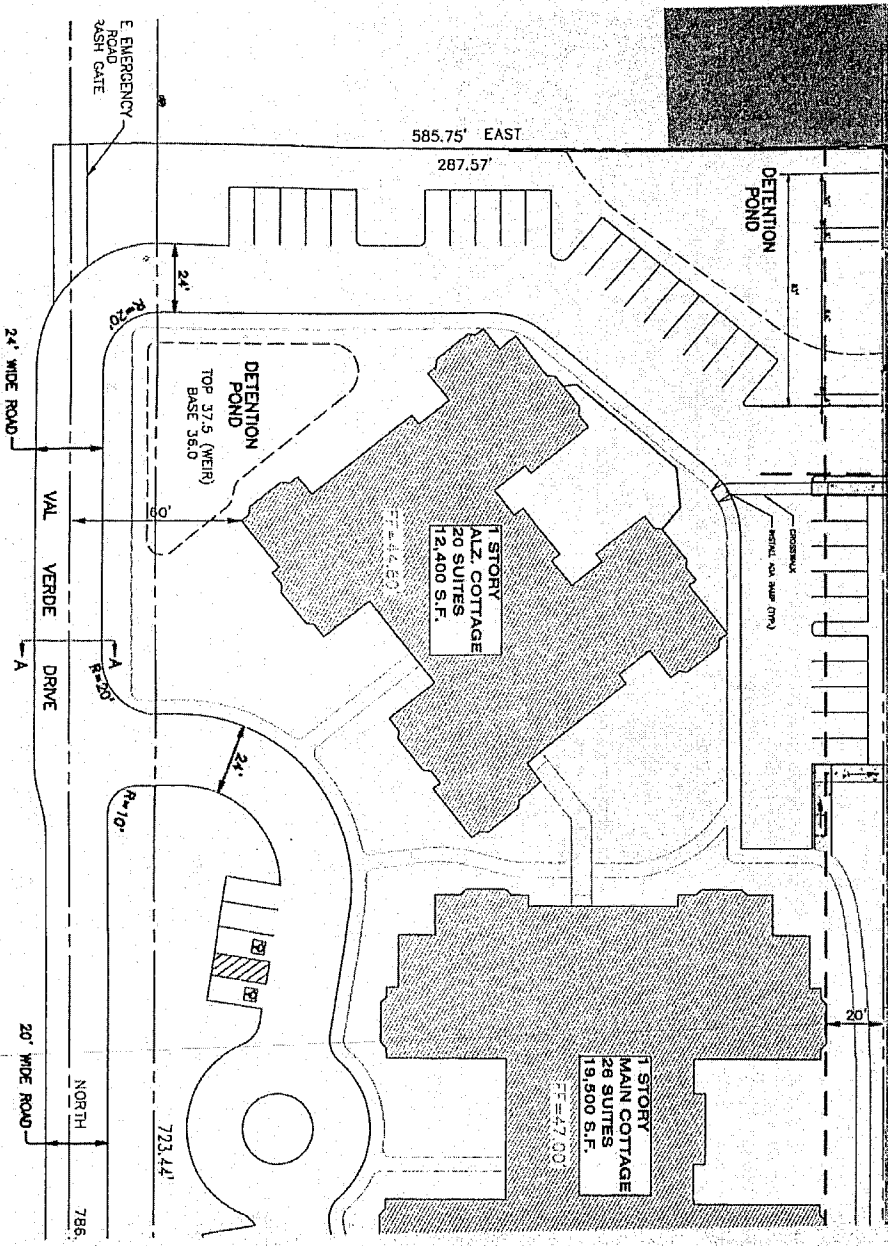 E. EMERGENCY
ROAD
RASH GATE
585.75' EAST
287.57'
DETENTION
POND
24'
R=20'
DETENTION
POND
TOP 37.5 (WEIR)
BASE 36.0
24' WIDE ROAD
60'
VAL VERDE DRIVE
1 STORY
ALZ. COTTAGE
20 SUITES
12,400 S.F.
CROSSWALK
INSTALL ADA RAMP (TYP.)
A
A
R=20'
24'
R=10'
1 STORY
MAIN COTTAGE
26 SUITES
19,500 S.F.
FF=47.00'
20'
723.44'
20' WIDE ROAD
NORTH
786